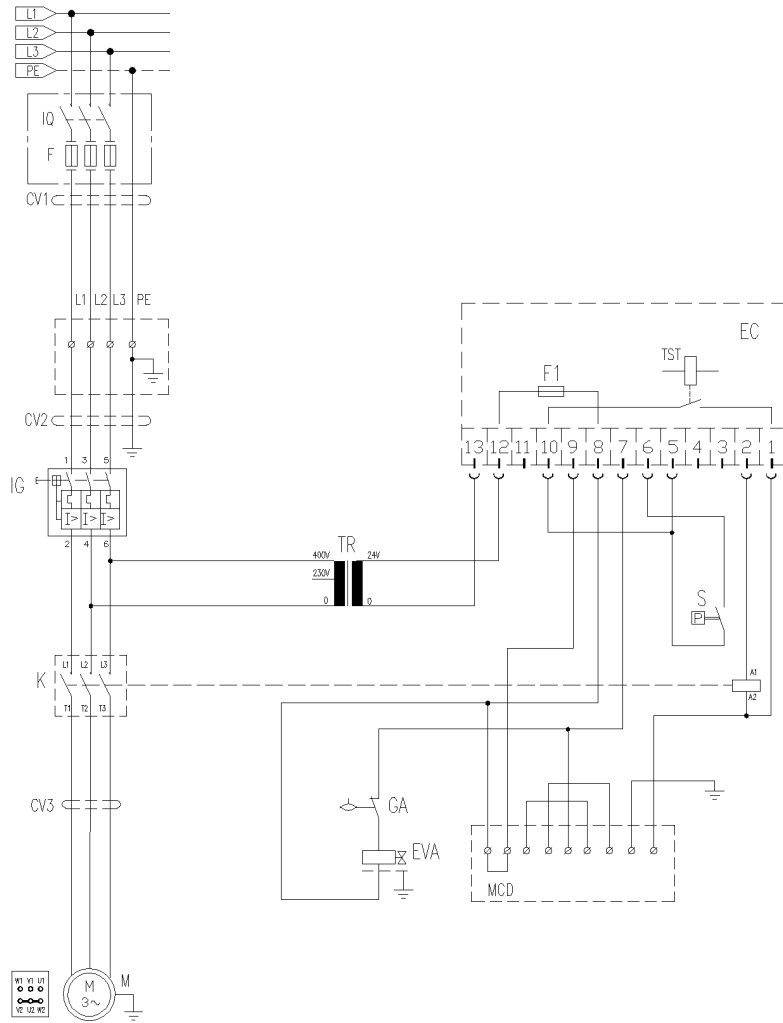 L1
L2
L3
PE
IQ
F
CV1
L1 L2 L3 PE
EC
TST
F1
CV2
13 12 11 10 9 8 7 6 5 4 3 2 1
1 3 5
IG
I> I> I>
2 4 6
TR
400V 24V
230V
0 0
S
P
L1 L2 L3
K
A1
A2
T1 T2 T3
CV3
GA
EVA
MCD
W1 V1 U1
V2 U2 W2
M
3~
M